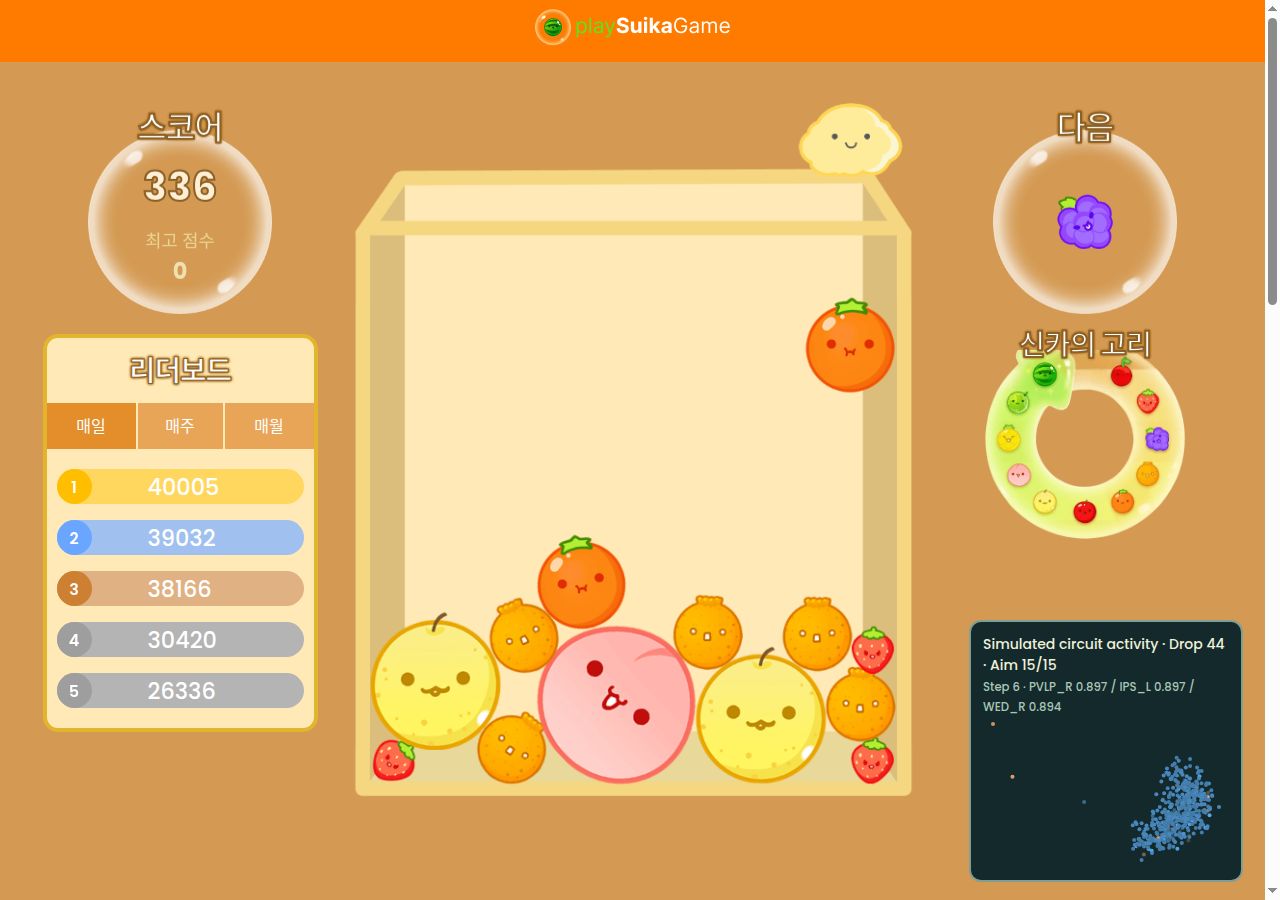 playSuikaGame
스코어
336
최고 점수
0
다음
리더보드
매일 매주 매월
1 40005
2 39032
3 38166
4 30420
5 26336
신카의 고리
Simulated circuit activity · Drop 44
· Aim 15/15
Step 6 · PVLP_R 0.897 / IPS_L 0.897 /
WED_R 0.894